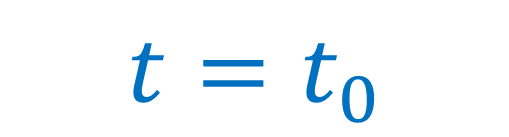 t = t₀